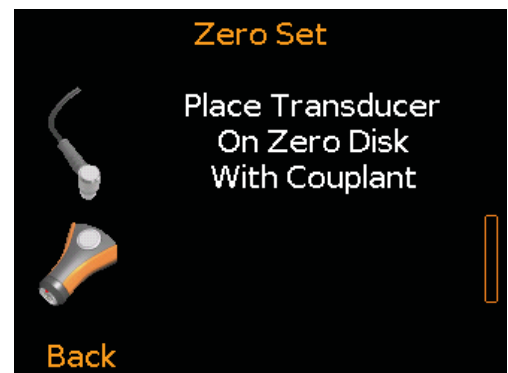 Zero Set
Place Transducer
On Zero Disk
With Couplant
Back